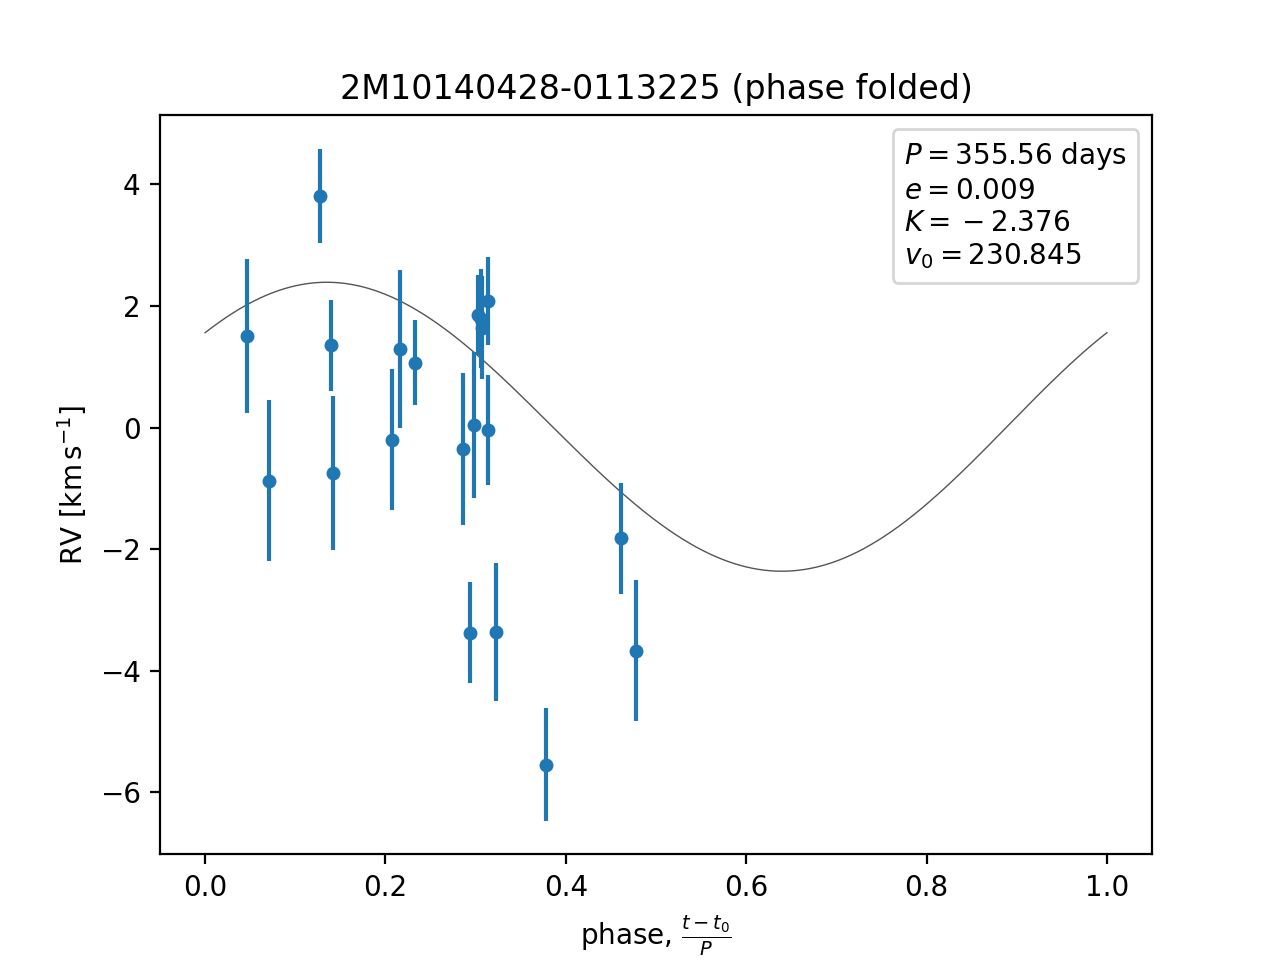 2M10140428-0113225 (phase folded)
P = 355.56 days
e = 0.009
K = −2.376
v₀ = 230.845
RV [km s⁻¹]
4
2
0
−2
−4
−6
0.0 0.2 0.4 0.6 0.8 1.0
phase, (t − t₀)/P